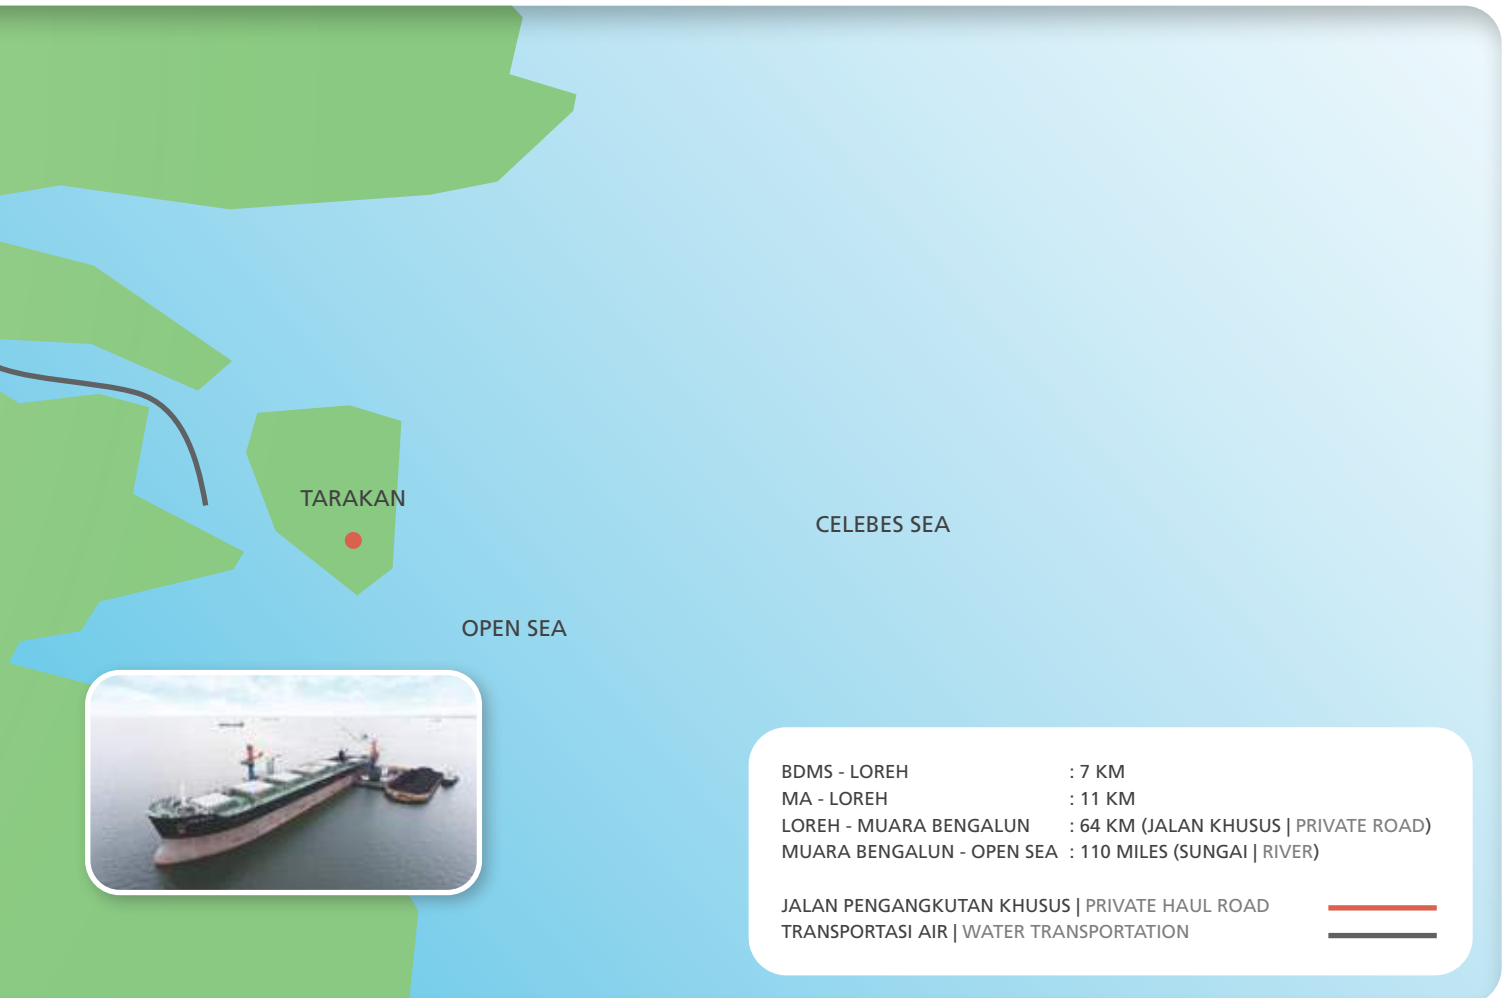 TARAKAN
CELEBES SEA
OPEN SEA
BDMS - LOREH : 7 KM
MA - LOREH : 11 KM
LOREH - MUARA BENGALUN : 64 KM (JALAN KHUSUS | PRIVATE ROAD)
MUARA BENGALUN - OPEN SEA : 110 MILES (SUNGAI | RIVER)
JALAN PENGANGKUTAN KHUSUS | PRIVATE HAUL ROAD
TRANSPORTASI AIR | WATER TRANSPORTATION